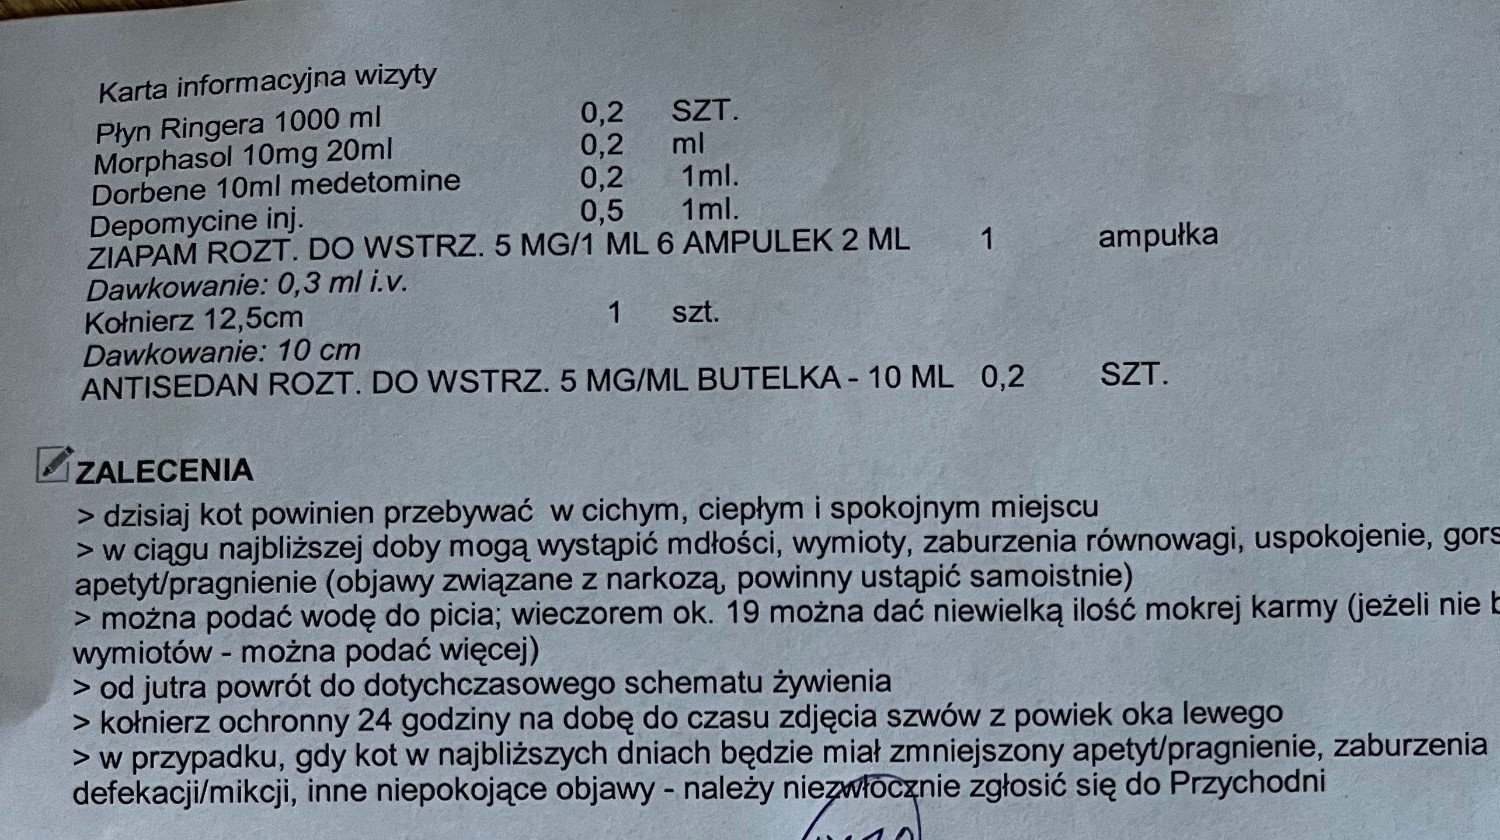 Karta informacyjna wizyty
Płyn Ringera 1000 ml 0,2 SZT.
Morphasol 10mg 20ml 0,2 ml
Dorbene 10ml medetomine 0,2 1ml.
Depomycine inj. 0,5 1ml.
ZIAPAM ROZT. DO WSTRZ. 5 MG/1 ML 6 AMPULEK 2 ML 1 ampułka
Dawkowanie: 0,3 ml i.v.
Kołnierz 12,5cm 1 szt.
Dawkowanie: 10 cm
ANTISEDAN ROZT. DO WSTRZ. 5 MG/ML BUTELKA - 10 ML 0,2 SZT.
ZALECENIA
> dzisiaj kot powinien przebywać w cichym, ciepłym i spokojnym miejscu
> w ciągu najbliższej doby mogą wystąpić mdłości, wymioty, zaburzenia równowagi, uspokojenie, gors
apetyt/pragnienie (objawy związane z narkozą, powinny ustąpić samoistnie)
> można podać wodę do picia; wieczorem ok. 19 można dać niewielką ilość mokrej karmy (jeżeli nie
wymiotów - można podać więcej)
> od jutra powrót do dotychczasowego schematu żywienia
> kołnierz ochronny 24 godziny na dobę do czasu zdjęcia szwów z powiek oka lewego
> w przypadku, gdy kot w najbliższych dniach będzie miał zmniejszony apetyt/pragnienie, zaburzenia
defekacji/mikcji, inne niepokojące objawy - należy niezwłocznie zgłosić się do Przychodni